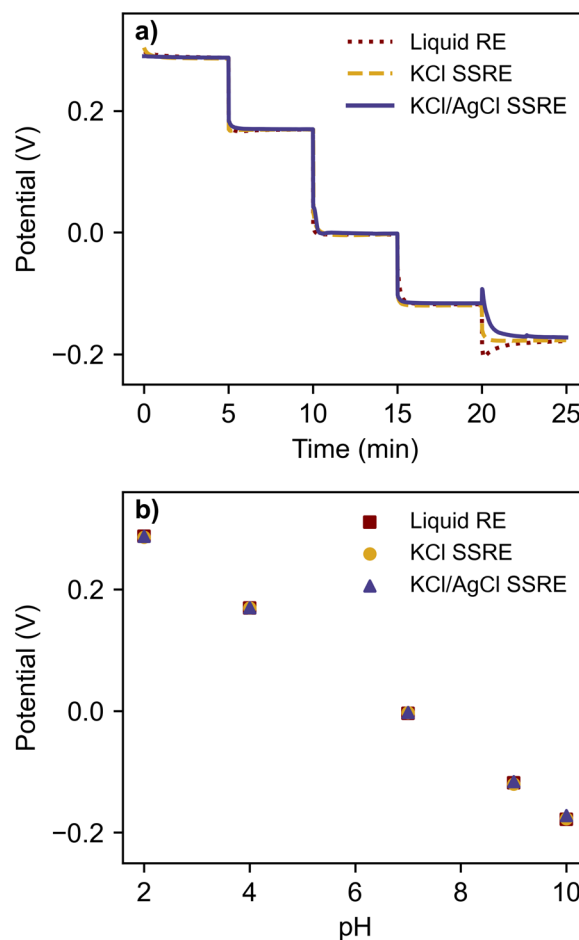 a)
Liquid RE
KCl SSRE
KCl/AgCl SSRE
Potential (V)
0.2
0.0
−0.2
0 5 10 15 20 25
Time (min)
b)
Liquid RE
KCl SSRE
KCl/AgCl SSRE
Potential (V)
0.2
0.0
−0.2
2 4 6 8 10
pH